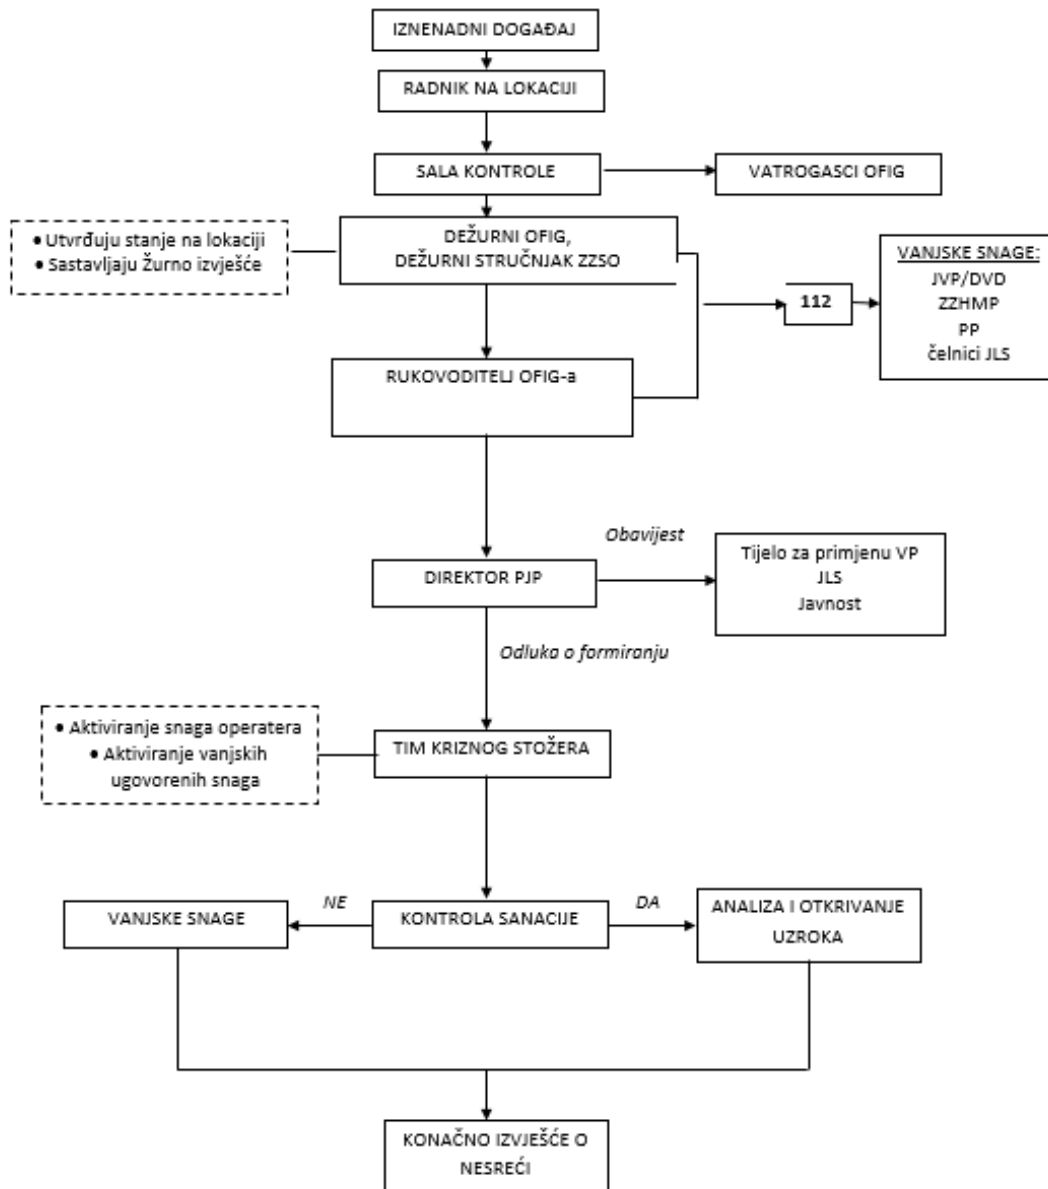 IZNENADNI DOGAĐAJ
RADNIK NA LOKACIJI
SALA KONTROLE
VATROGASCI OFIG
• Utvrđuju stanje na lokaciji
• Sastavljaju Žurno izvješće
DEŽURNI OFIG,
DEŽURNI STRUČNJAK ZZSO
112
VANJSKE SNAGE:
JVP/DVD
ZZHMP
PP
čelnici JLS
RUKOVODITELJ OFIG-a
Obavijest
DIREKTOR PJP
Tijelo za primjenu VP
JLS
Javnost
Odluka o formiranju
• Aktiviranje snaga operatera
• Aktiviranje vanjskih
ugovorenih snaga
TIM KRIZNOG STOŽERA
VANJSKE SNAGE
NE
KONTROLA SANACIJE
DA
ANALIZA I OTKRIVANJE
UZROKA
KONAČNO IZVJEŠĆE O
NESREĆI